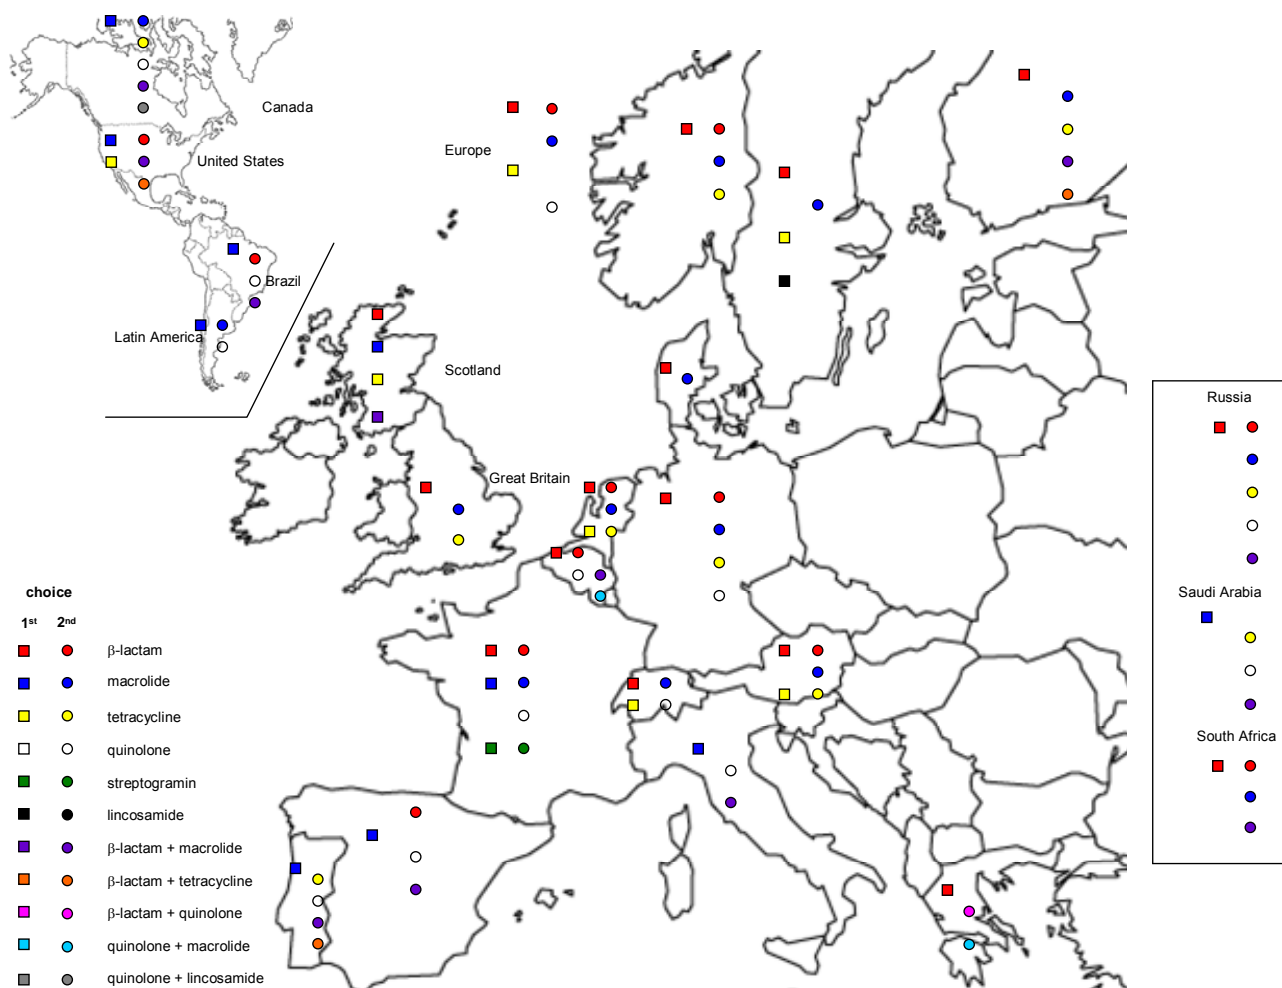 Canada
Europe
United States
Brazil
Latin America
Scotland
Great Britain
Russia
Saudi Arabia
South Africa
choice
1st 2nd
β-lactam
macrolide
tetracycline
quinolone
streptogramin
lincosamide
β-lactam + macrolide
β-lactam + tetracycline
β-lactam + quinolone
quinolone + macrolide
quinolone + lincosamide